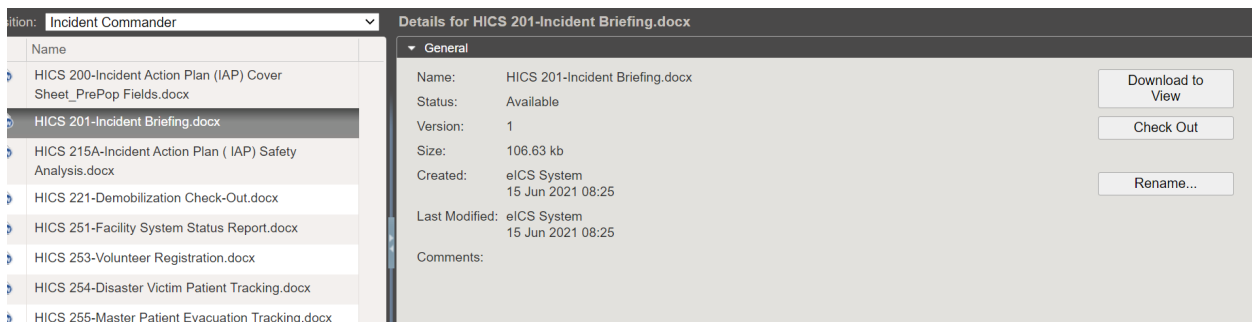 Incident Commander
Name
HICS 200-Incident Action Plan (IAP) Cover
Sheet_PrePop Fields.docx
HICS 201-Incident Briefing.docx
HICS 215A-Incident Action Plan ( IAP) Safety
Analysis.docx
HICS 221-Demobilization Check-Out.docx
HICS 251-Facility System Status Report.docx
HICS 253-Volunteer Registration.docx
HICS 254-Disaster Victim Patient Tracking.docx
HICS 255-Master Patient Evacuation Tracking.docx
Details for HICS 201-Incident Briefing.docx
General
Name: HICS 201-Incident Briefing.docx
Status: Available
Version: 1
Size: 106.63 kb
Created: eICS System
15 Jun 2021 08:25
Last Modified: eICS System
15 Jun 2021 08:25
Comments:
Download to
View
Check Out
Rename...